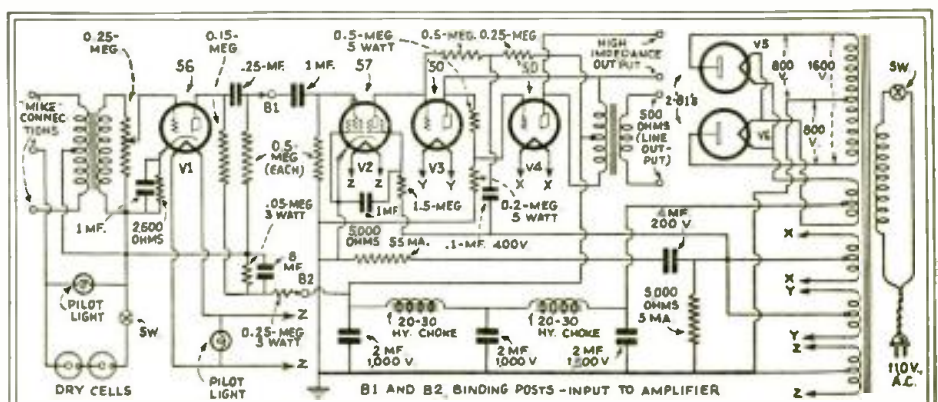 0.25-
MEG
56
0.15-
MEG
.25-MF.
B1
1 MF.
0.5-MEG
5 WATT
57
0.5-MEG.
50
0.25-MEG
50
HIGH
IMPEDANCE
OUTPUT
V5
800
V.
1600
V.
SW.
MIKE
CONNEC-
TIONS
2-81's
500
OHMS
(LINE
OUT-
PUT)
V6
800
V.
V1
V2
V3
V4
Z
Z
Y
Y
X
X
0.5-
MEG
(EACH)
1 MF.
2600
OHMS
.05-MEG
3 WATT
1 MF
5,000
OHMS
1.5-MEG
55 MA.
.1-MF. 400V.
0.2-MEG
5 WATT
4 MF.
200 V.
X
X
Y
Y
Z
Z
8
MF
B2
0.25-MEG
3 WATT
Z
Z
PILOT
LIGHT
SW
DRY CELLS
PILOT
LIGHT
20-30
HY. CHOKE
20-30
HY. CHOKE
2 MF.
1,000 V.
2 MF.
1,000 V.
2 MF
1,500 V.
5,000
OHMS
5 MA
110V.,
A.C.
B1 AND B2, BINDING POSTS - INPUT TO AMPLIFIER